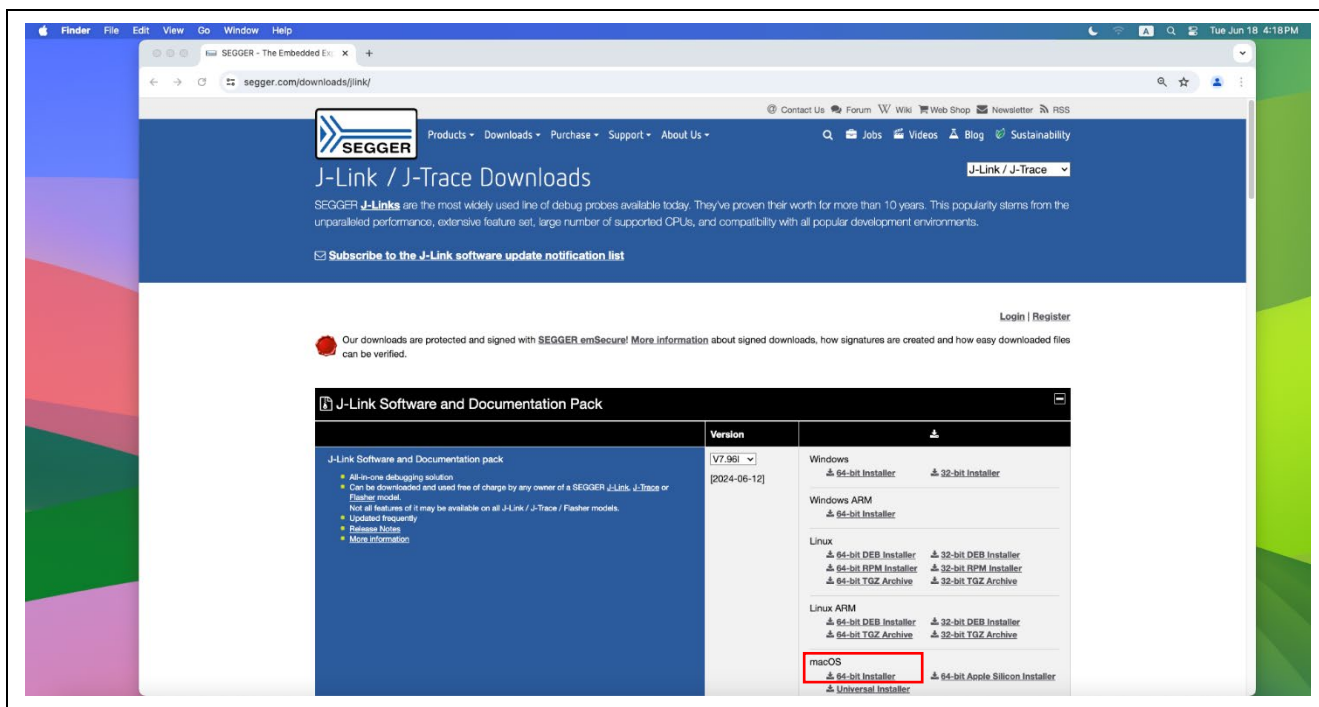 Finder File Edit View Go Window Help
A
Tue Jun 18 4:18PM
SEGGER - The Embedded Ex
segger.com/downloads/jlink/
Contact Us Forum Wiki Web Shop Newsletter RSS
SEGGER
Products Downloads Purchase Support About Us
Jobs Videos Blog Sustainability
J-Link / J-Trace Downloads
J-Link / J-Trace
SEGGER J-Links are the most widely used line of debug probes available today. They've proven their worth for more than 10 years. This popularity stems from the
unparalleled performance, extensive feature set, large number of supported CPUs, and compatibility with all popular development environments.
Subscribe to the J-Link software update notification list
Login | Register
Our downloads are protected and signed with SEGGER emSecure! More information about signed downloads, how signatures are created and how easy downloaded files
can be verified.
J-Link Software and Documentation Pack
Version
J-Link Software and Documentation pack
All-in-one debugging solution
Can be downloaded and used free of charge by any owner of a SEGGER J-Link, J-Trace or
Flasher model.
Not all features of it may be available on all J-Link / J-Trace / Flasher models.
Updated frequently
Release Notes
More information
V7.96l
[2024-06-12]
Windows
64-bit Installer 32-bit Installer
Windows ARM
64-bit Installer
Linux
64-bit DEB Installer 32-bit DEB Installer
64-bit RPM Installer 32-bit RPM Installer
64-bit TGZ Archive 32-bit TGZ Archive
Linux ARM
64-bit DEB Installer 32-bit DEB Installer
64-bit TGZ Archive 32-bit TGZ Archive
macOS
64-bit Installer 64-bit Apple Silicon Installer
Universal Installer